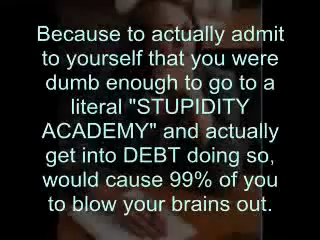 Because to actually admit
to yourself that you were
dumb enough to go to a
literal "STUPIDITY
ACADEMY" and actually
get into DEBT doing so,
would cause 99% of you
to blow your brains out.